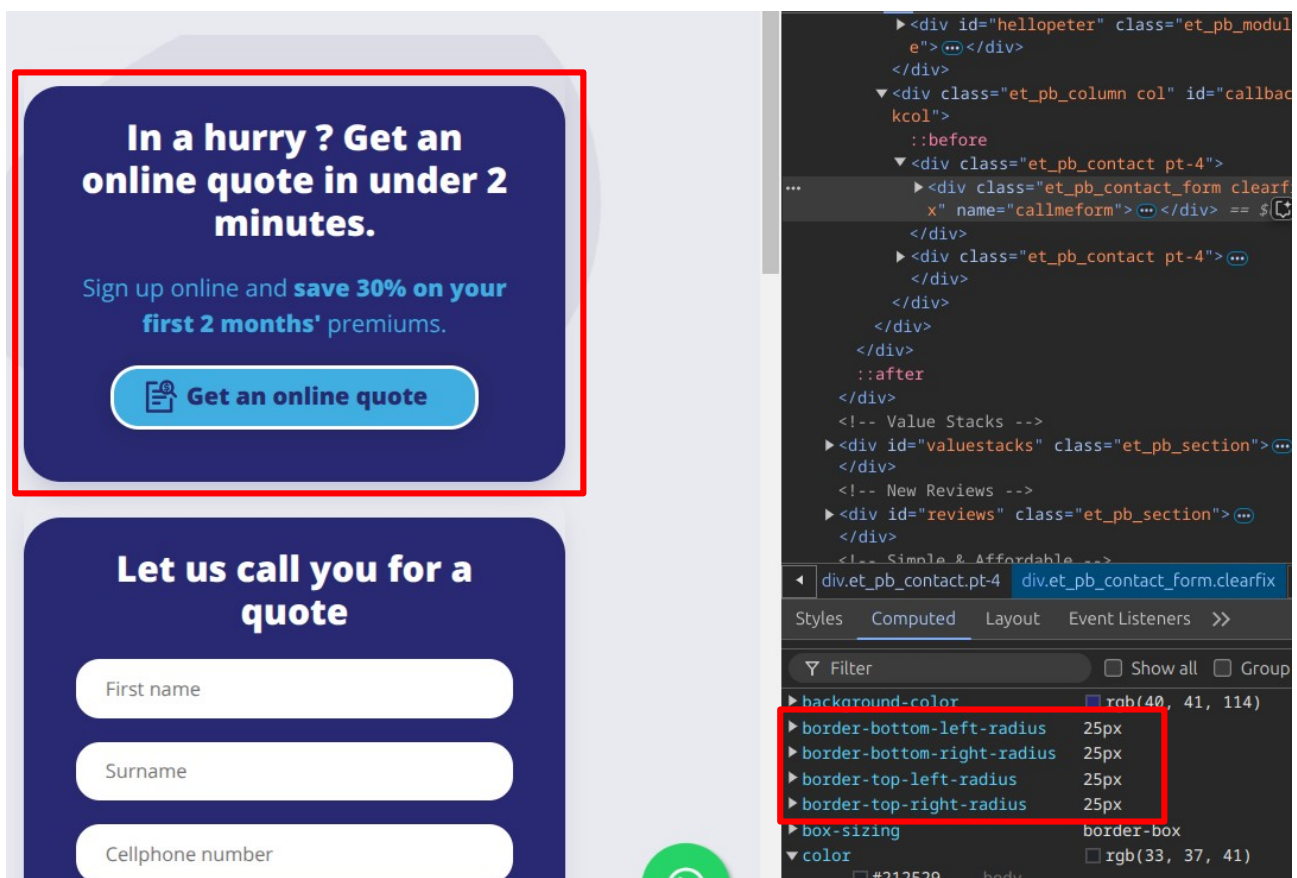 In a hurry ? Get an
online quote in under 2
minutes.
Sign up online and save 30% on your
first 2 months' premiums.
Get an online quote
Let us call you for a
quote
First name
Surname
Cellphone number
▶<div id="hellopeter" class="et_pb_modul
e">⋯</div>
</div>
▼<div class="et_pb_column col" id="callbac
kcol">
::before
▼<div class="et_pb_contact pt-4">
⋯ ▶<div class="et_pb_contact_form clearfi
x" name="callmeform">⋯</div> == $
</div>
▶<div class="et_pb_contact pt-4">⋯
</div>
</div>
</div>
</div>
::after
</div>
<!-- Value Stacks -->
▶<div id="valuestacks" class="et_pb_section">⋯
</div>
<!-- New Reviews -->
▶<div id="reviews" class="et_pb_section">⋯
</div>
<!-- Simple & Affordable -->
div.et_pb_contact.pt-4 div.et_pb_contact_form.clearfix
Styles Computed Layout Event Listeners
Filter Show all Group
background-color rgb(40, 41, 114)
border-bottom-left-radius 25px
border-bottom-right-radius 25px
border-top-left-radius 25px
border-top-right-radius 25px
box-sizing border-box
color rgb(33, 37, 41)
#212529 body